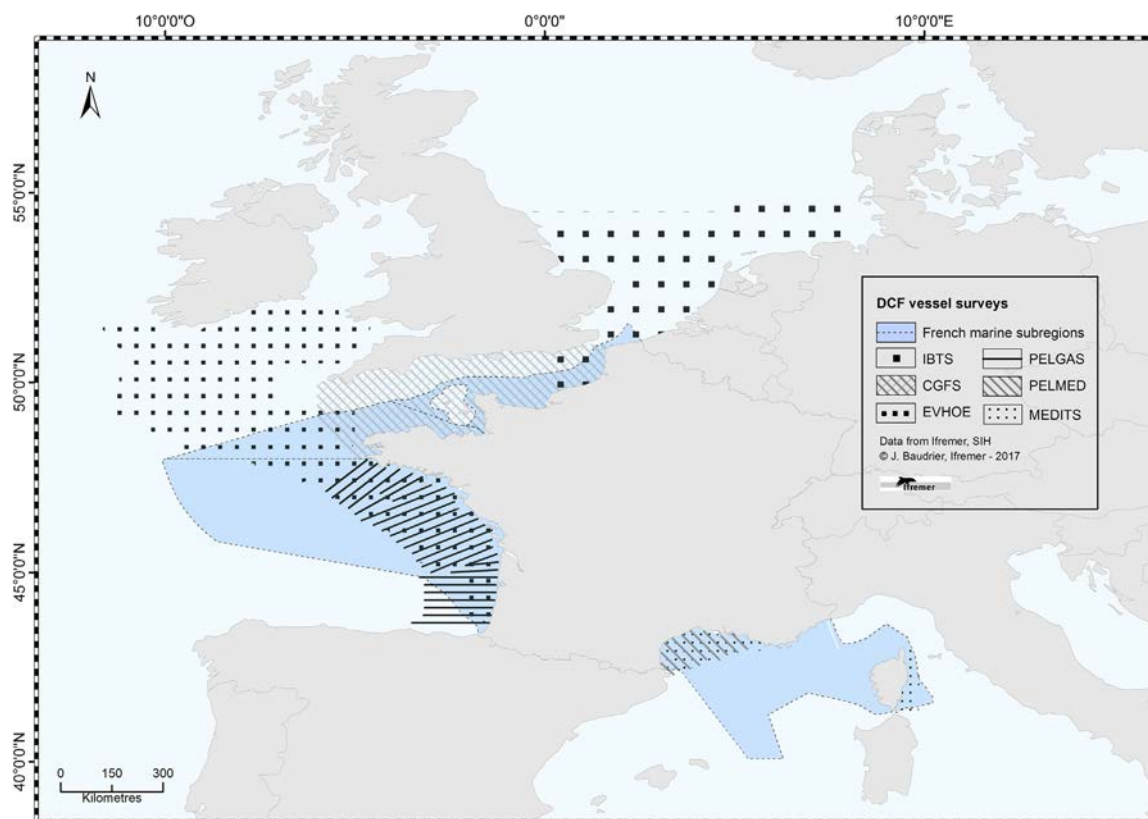 10°0'0"O 0°0'0" 10°0'0"E
N
55°0'0"N
50°0'0"N
45°0'0"N
40°0'0"N
DCF vessel surveys
French marine subregions
IBTS PELGAS
CGFS PELMED
EVHOE MEDITS
Data from Ifremer, SIH
© J. Baudrier, Ifremer - 2017
Ifremer
0 150 300
Kilometres